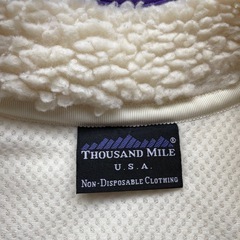 THOUSAND MILE®
U.S.A.
NON-DISPOSABLE CLOTHING